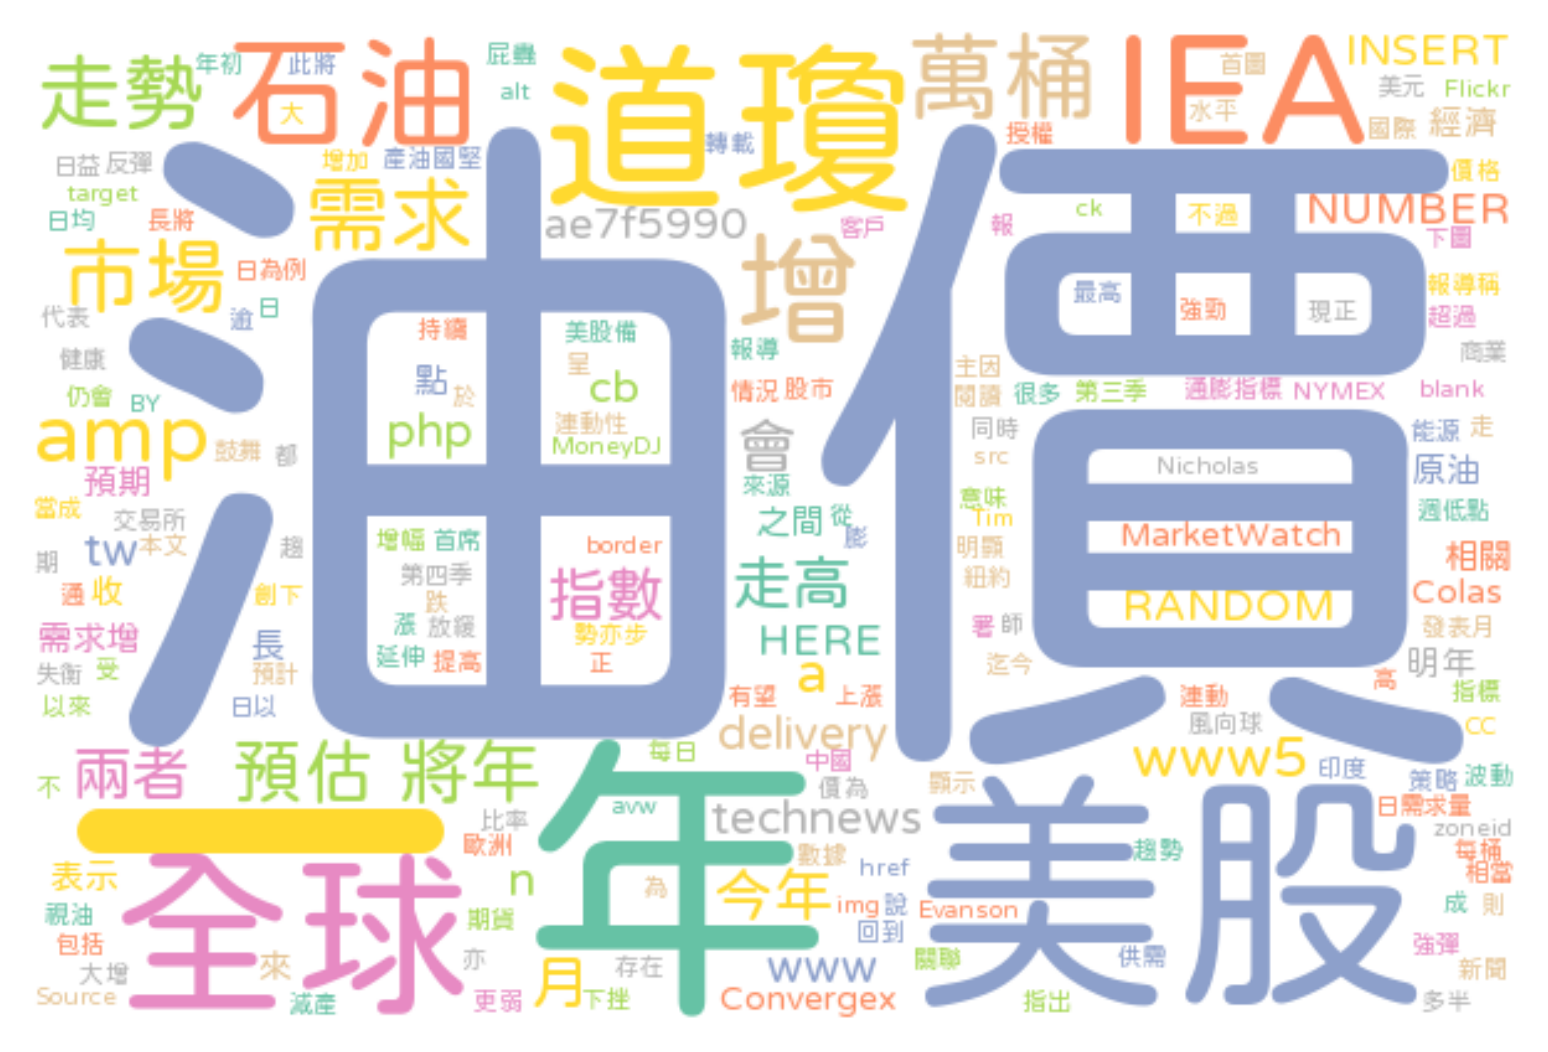 走勢
年初
此將
石油
大
屁蟲
alt
道瓊
轉載
萬桶
IEA
授權
首圖
水平
INSERT
美元
Flickr
國際
經濟
日益
反彈
target
日均
長將
增加
產油國堅
需求
ae7f5990
客戶
報
ck
不過
價格
NUMBER
下圖
市場
日為例
代表
逾
日
增
油
價
最高
強勁
現正
報導稱
超過
健康
持續
美股備
報導
商業
點
於
呈
cb
情況
股市
主因
閱讀
很多
第三季
通膨指標
NYMEX
blank
仍會
BY
php
連動性
MoneyDJ
會
同時
能源
走
amp
鼓舞
都
src
Nicholas
原油
預期
來源
意味
當成
交易所
之間
從
Tim
週低點
tw
本文
趨
膨
明顯
MarketWatch
相關
期
增幅
首席
border
第四季
走高
紐約
通
收
創下
跌
指數
RANDOM
Colas
需求增
長
漲
放緩
勢亦步
HERE
署
師
發表月
失衡
受
預計
延伸
提高
正
a
迄今
明年
以來
日以
有望
上漲
連動
高
指標
delivery
風向球
CC
不
兩者
預估
將年
每日
中國
www5
印度
策略
波動
價為
顯示
一
比率
年
avw
technews
美股
日需求量
歐洲
zoneid
全球
數據
href
趨勢
每桶
相當
表示
n
為
今年
img
說
Evanson
視油
期貨
成
則
包括
回到
大增
來
亦
月
存在
www
關聯
供需
強彈
新聞
Source
減產
更弱
下挫
Convergex
指出
多半